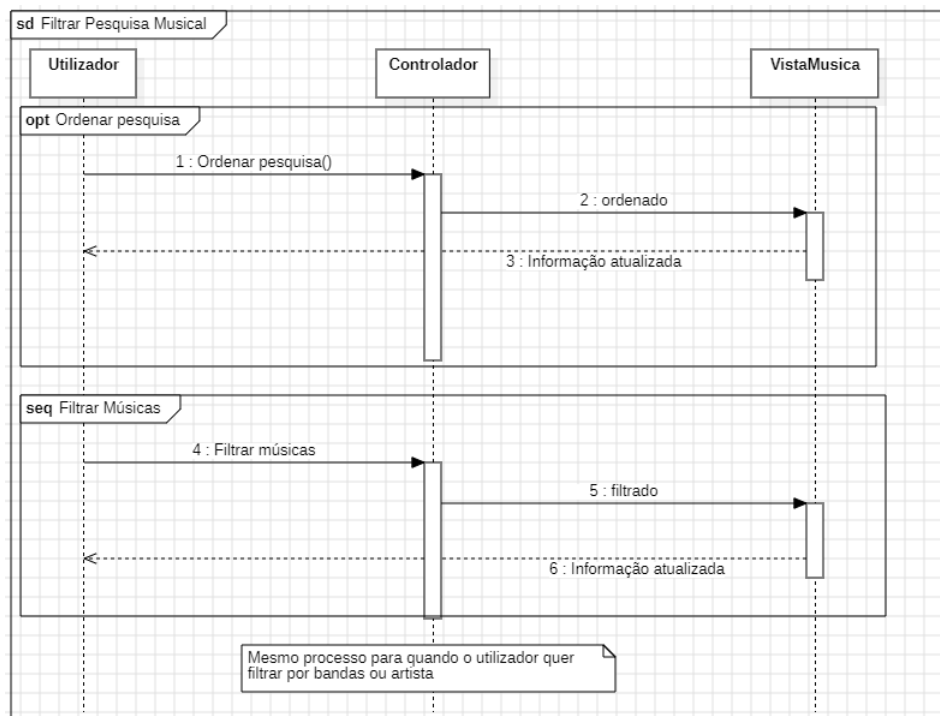 sd Filtrar Pesquisa Musical
Utilizador
Controlador
VistaMusica
opt Ordenar pesquisa
1 : Ordenar pesquisa()
2 : ordenado
3 : Informação atualizada
seq Filtrar Músicas
4 : Filtrar músicas
5 : filtrado
6 : Informação atualizada
Mesmo processo para quando o utilizador quer
filtrar por bandas ou artista